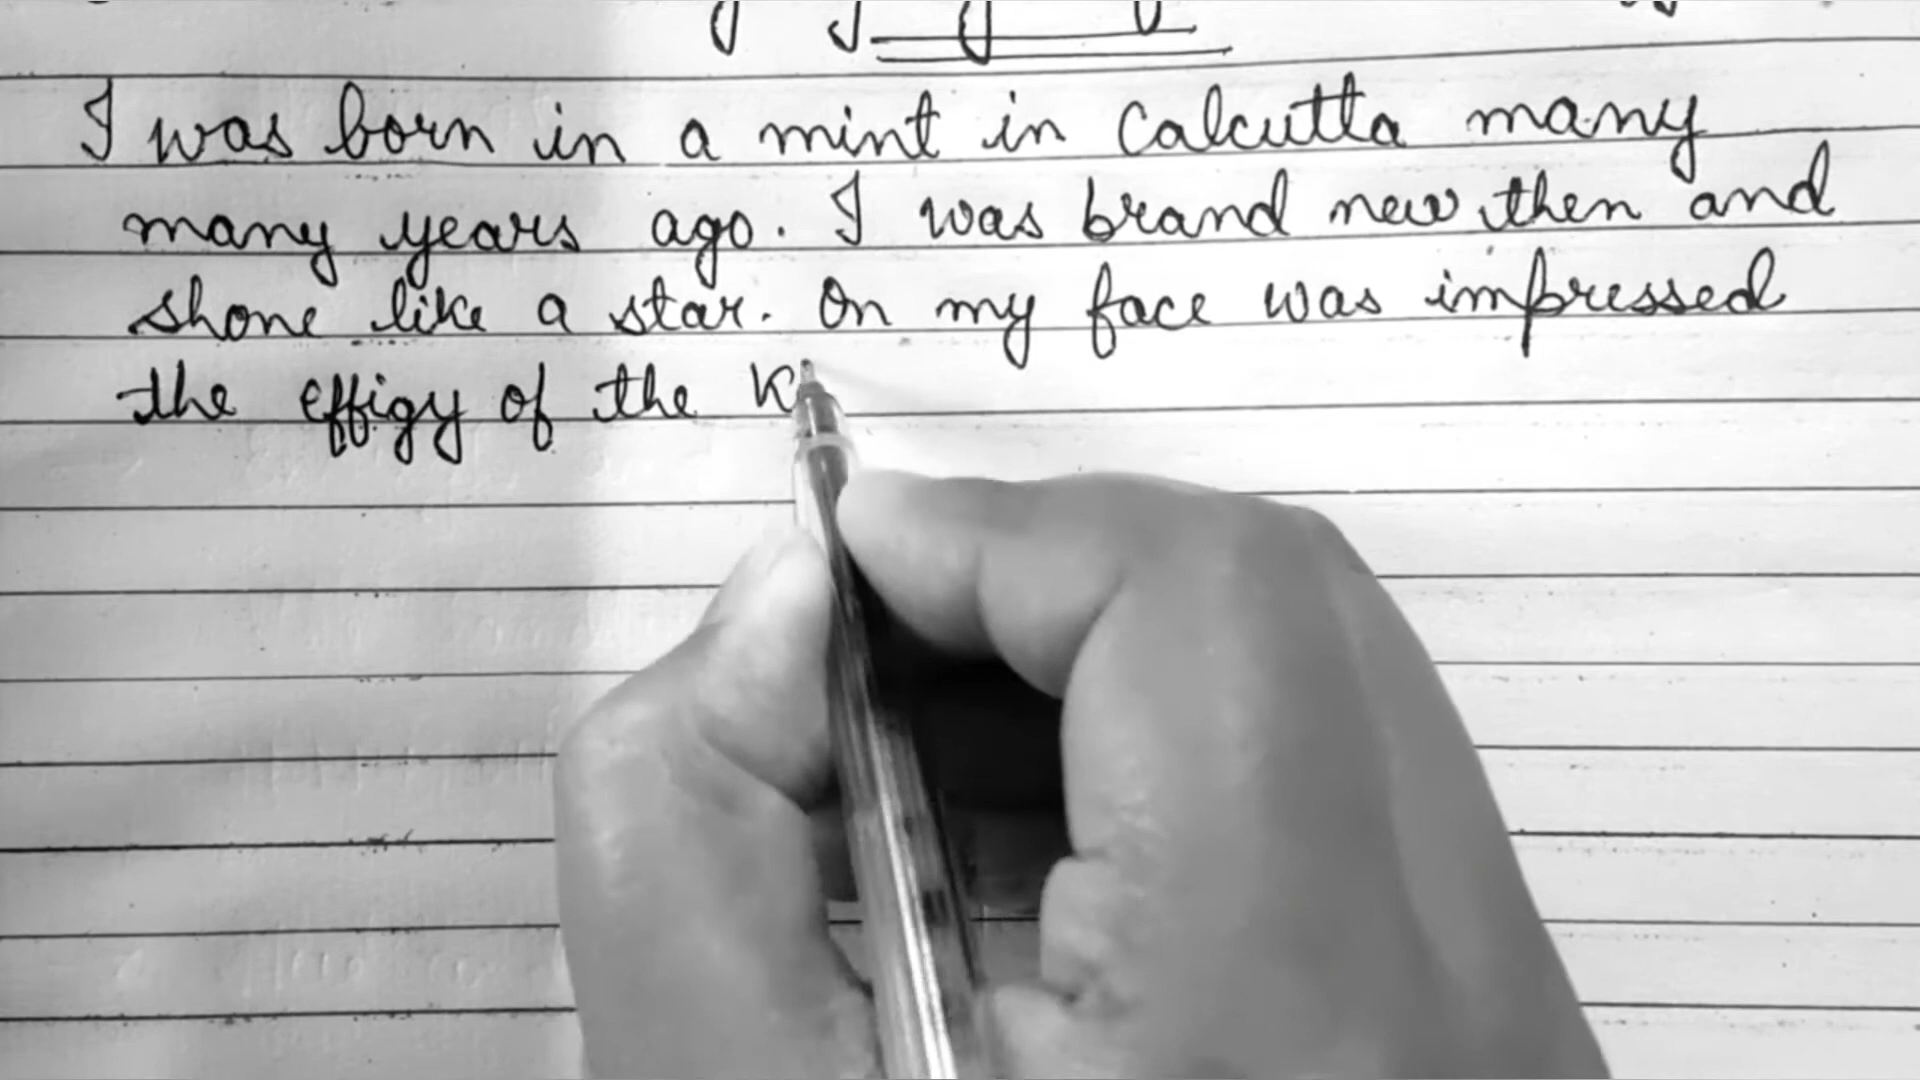 I was born in a mint in Calcutta many
many years ago. I was brand new then and
shone like a star. On my face was impressed
the effigy of the K